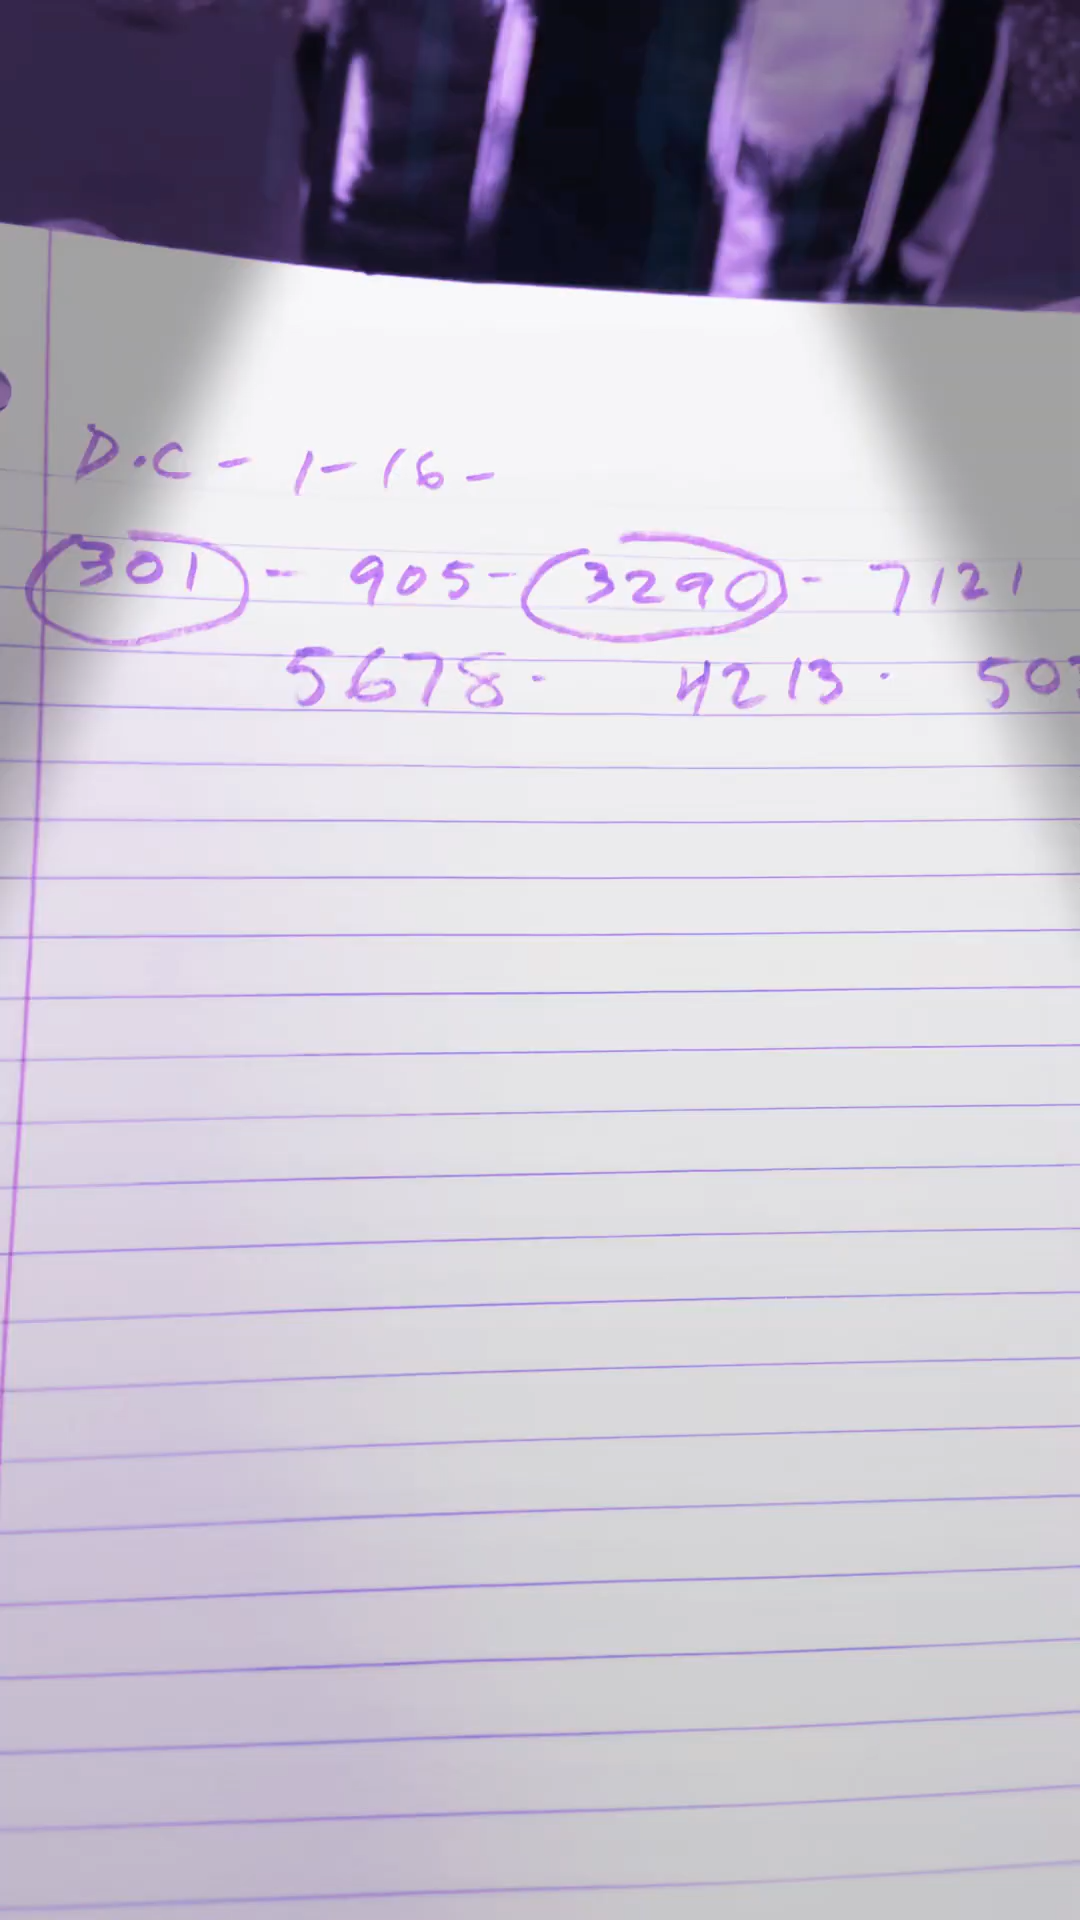 D.C - 1-16-
301 - 905 - 3290 - 7121
5678. 4213. 50